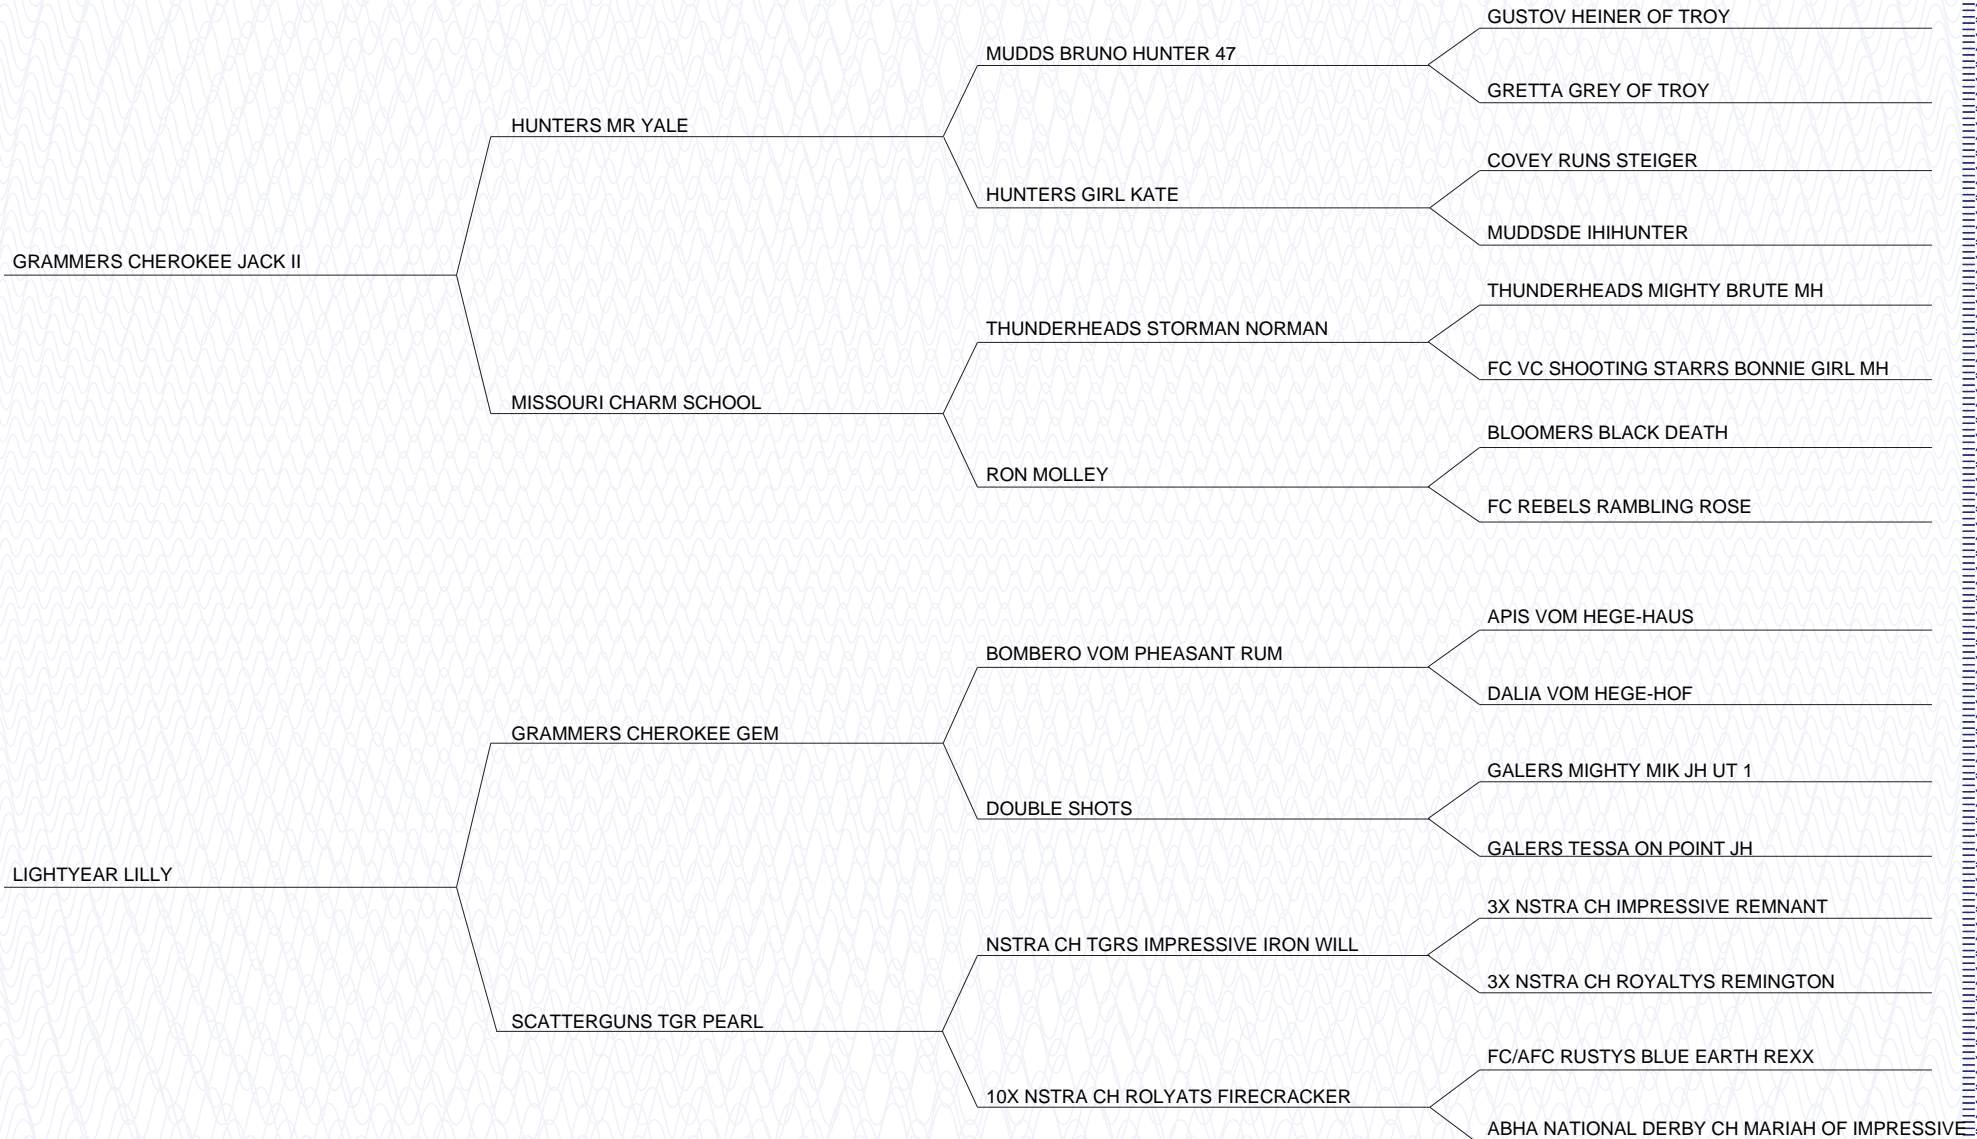 GUSTOV HEINER OF TROY
MUDDS BRUNO HUNTER 47
GRETTA GREY OF TROY
HUNTERS MR YALE
COVEY RUNS STEIGER
HUNTERS GIRL KATE
MUDDSDE IHIHUNTER
GRAMMERS CHEROKEE JACK II
THUNDERHEADS MIGHTY BRUTE MH
THUNDERHEADS STORMAN NORMAN
FC VC SHOOTING STARRS BONNIE GIRL MH
MISSOURI CHARM SCHOOL
BLOOMERS BLACK DEATH
RON MOLLEY
FC REBELS RAMBLING ROSE
APIS VOM HEGE-HAUS
BOMBERO VOM PHEASANT RUM
DALIA VOM HEGE-HOF
GRAMMERS CHEROKEE GEM
GALERS MIGHTY MIK JH UT 1
DOUBLE SHOTS
GALERS TESSA ON POINT JH
LIGHTYEAR LILLY
3X NSTRA CH IMPRESSIVE REMNANT
NSTRA CH TGRS IMPRESSIVE IRON WILL
3X NSTRA CH ROYALTYS REMINGTON
SCATTERGUNS TGR PEARL
FC/AFC RUSTYS BLUE EARTH REXX
10X NSTRA CH ROLYATS FIRECRACKER
ABHA NATIONAL DERBY CH MARIAH OF IMPRESSIVE